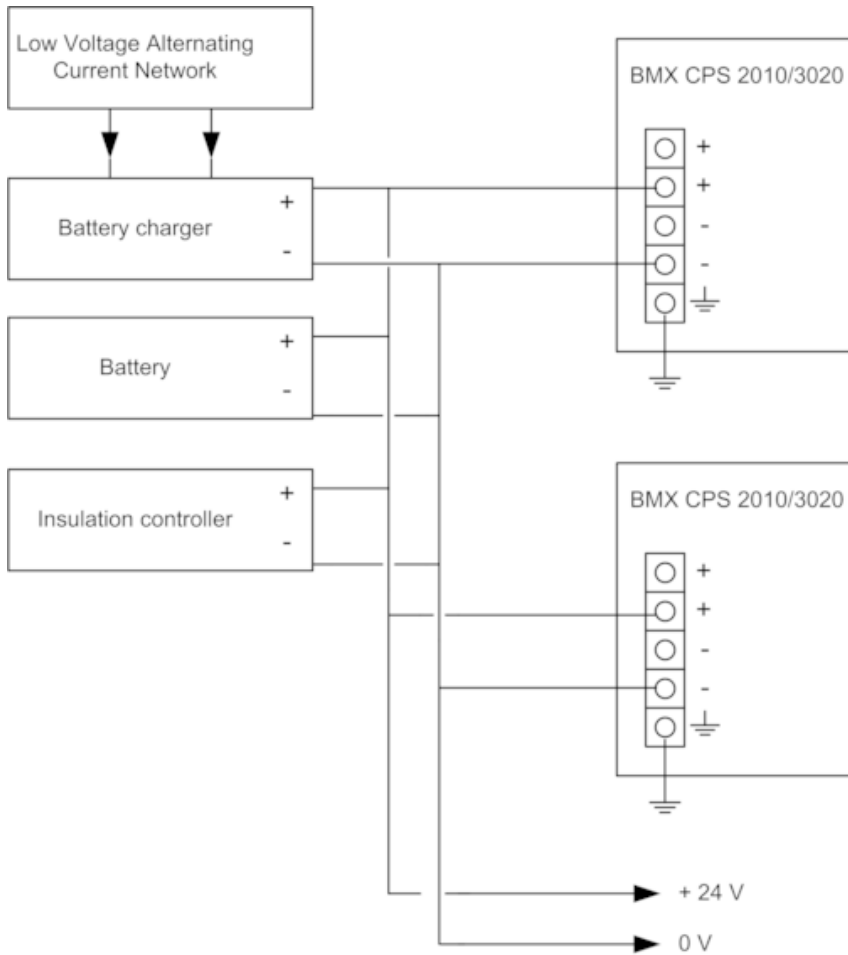 Low Voltage Alternating
Current Network
BMX CPS 2010/3020
+
+
-
-
Battery charger
+
-
Battery
+
-
Insulation controller
+
-
BMX CPS 2010/3020
+
+
-
-
+ 24 V
0 V